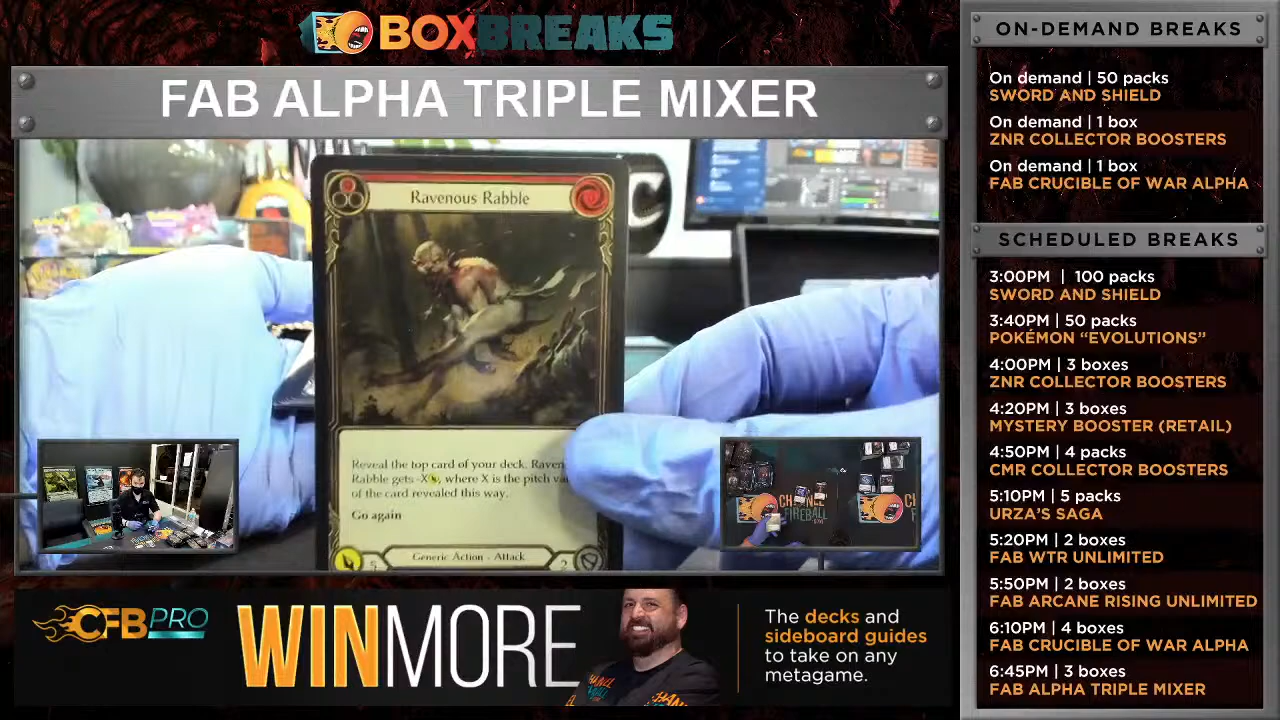 BOXBREAKS
FAB ALPHA TRIPLE MIXER
Ravenous Rabble
Reveal the top card of your deck. Raven
Rabble gets -X , where X is the pitch va
of the card revealed this way.
Go again
5
Generic Action - Attack
2
CHANNEL
FIREBALL
CFBPRO
WINMORE
The decks and
sideboard guides
to take on any
metagame.
ON-DEMAND BREAKS
On demand | 50 packs
SWORD AND SHIELD
On demand | 1 box
ZNR COLLECTOR BOOSTERS
On demand | 1 box
FAB CRUCIBLE OF WAR ALPHA
SCHEDULED BREAKS
3:00PM | 100 packs
SWORD AND SHIELD
3:40PM | 50 packs
POKÉMON “EVOLUTIONS”
4:00PM | 3 boxes
ZNR COLLECTOR BOOSTERS
4:20PM | 3 boxes
MYSTERY BOOSTER (RETAIL)
4:50PM | 4 packs
CMR COLLECTOR BOOSTERS
5:10PM | 5 packs
URZA’S SAGA
5:20PM | 2 boxes
FAB WTR UNLIMITED
5:50PM | 2 boxes
FAB ARCANE RISING UNLIMITED
6:10PM | 4 boxes
FAB CRUCIBLE OF WAR ALPHA
6:45PM | 3 boxes
FAB ALPHA TRIPLE MIXER